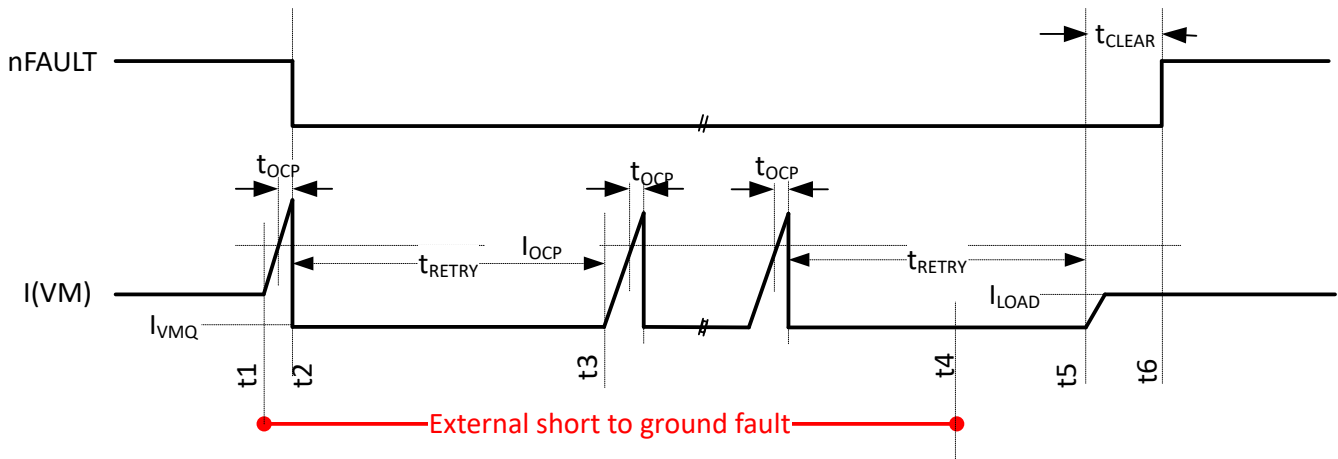 tCLEAR
nFAULT
tOCP
tOCP
tOCP
IOCP
tRETRY
tRETRY
I(VM)
ILOAD
IVMQ
t1
t2
t3
t4
t5
t6
External short to ground fault